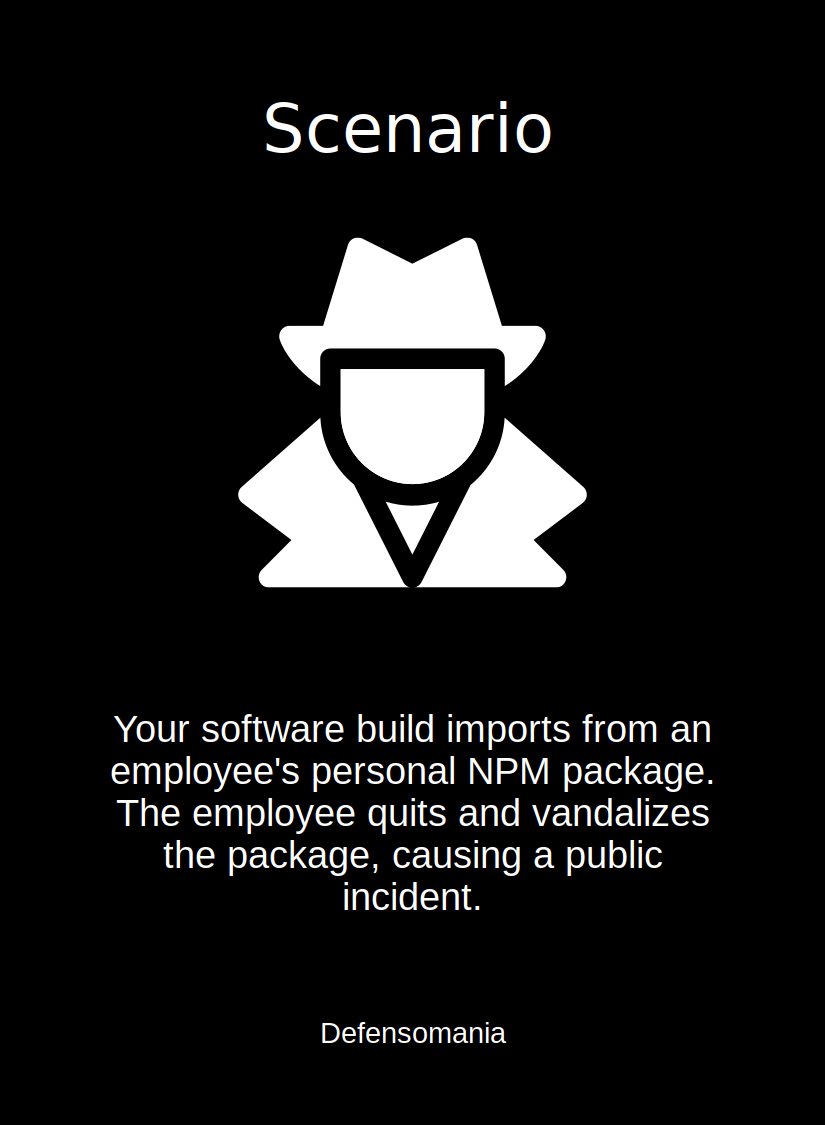 Scenario
Your software build imports from an
employee's personal NPM package.
The employee quits and vandalizes
the package, causing a public
incident.
Defensomania